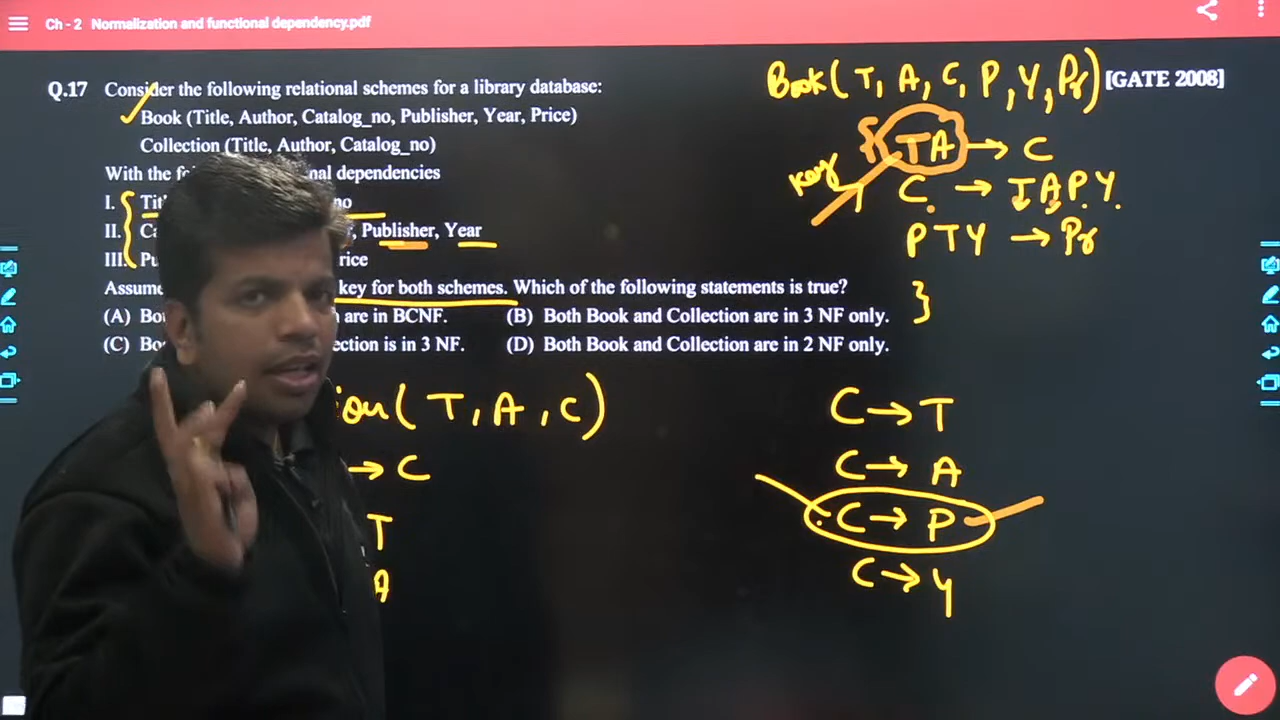 Ch - 2 Normalization and functional dependency.pdf
Q.17 Consider the following relational schemes for a library database:
Book (Title, Author, Catalog_no, Publisher, Year, Price)
Collection (Title, Author, Catalog_no)
With the fo nal dependencies
I. Titl no
II. Ca r, Publisher, Year
III. Pu rice
Assume key for both schemes. Which of the following statements is true?
(A) Bo n are in BCNF. (B) Both Book and Collection are in 3 NF only.
(C) Bo ection is in 3 NF. (D) Both Book and Collection are in 2 NF only.
Book( T, A, C, P, Y, Pr) [GATE 2008]
{ TA → C
key
C → T A P Y
P T Y → Pr
}
ion( T, A, C)
→ C
T
A
C → T
C → A
C → P
C → Y